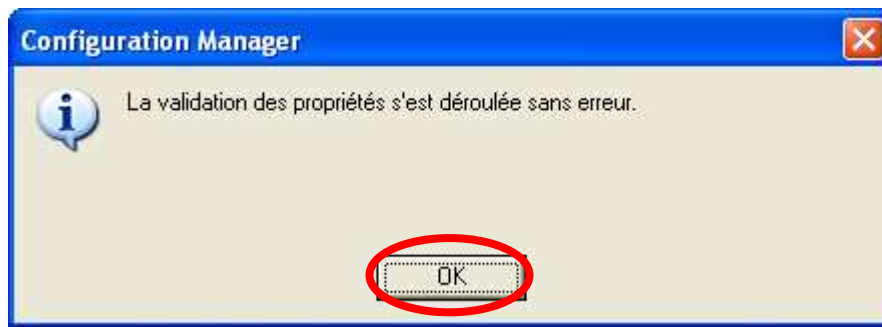 Configuration Manager
La validation des propriétés s'est déroulée sans erreur.
OK